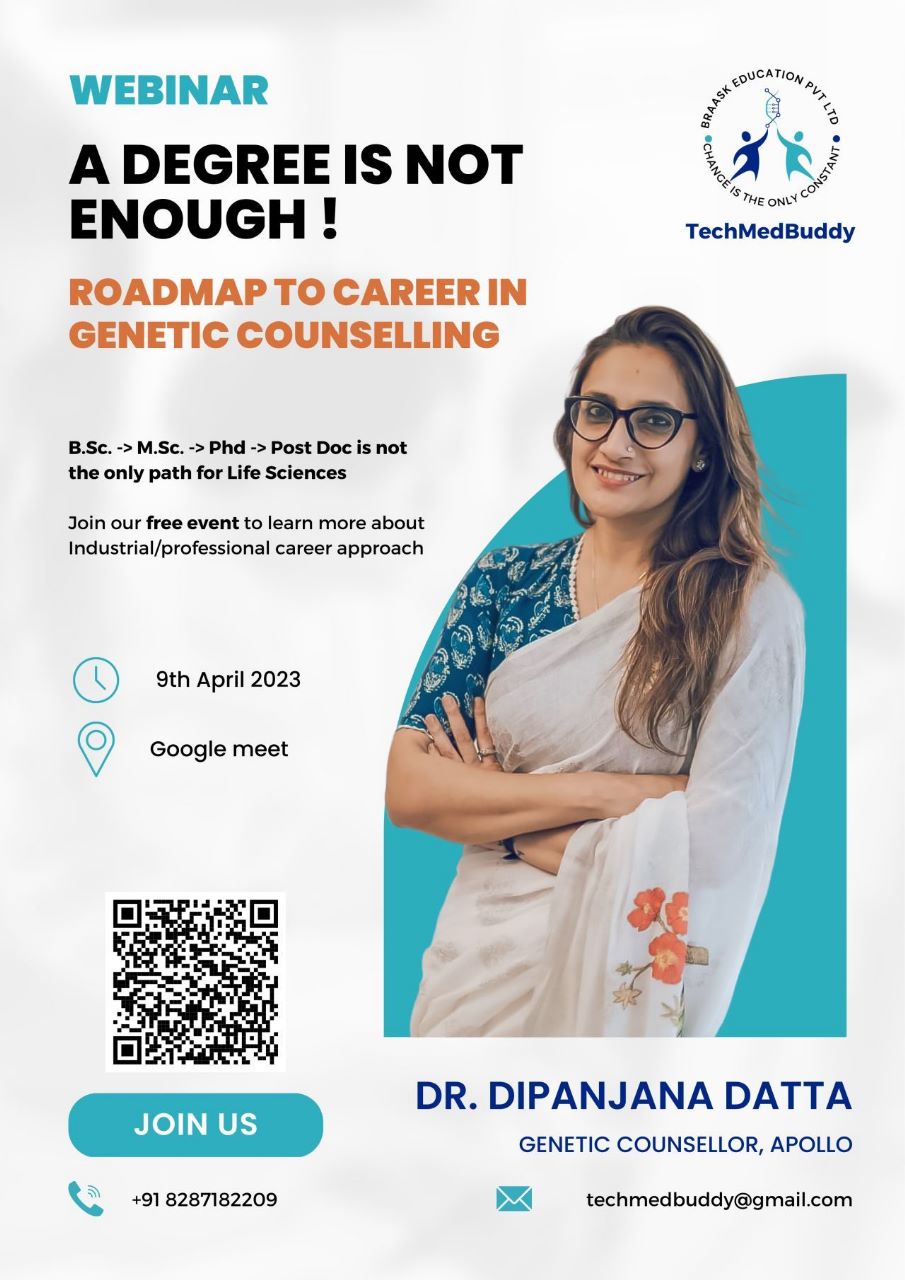 WEBINAR
A DEGREE IS NOT
ENOUGH !
ROADMAP TO CAREER IN
GENETIC COUNSELLING
BRAASK EDUCATION PVT LTD
CHANGE IS THE ONLY CONSTANT
TechMedBuddy
B.Sc. -> M.Sc. -> Phd -> Post Doc is not
the only path for Life Sciences
Join our free event to learn more about
Industrial/professional career approach
9th April 2023
Google meet
JOIN US
DR. DIPANJANA DATTA
GENETIC COUNSELLOR, APOLLO
+91 8287182209
techmedbuddy@gmail.com